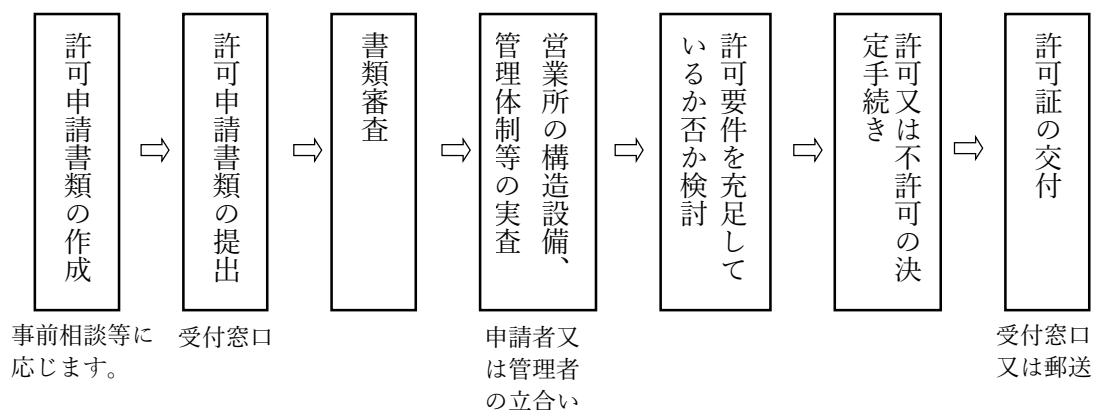 許可申請書類の作成
許可申請書類の提出
書類審査
営業所の構造設備、
管理体制等の実査
許可要件を充足して
いるか否か検討
許可又は不許可の決
定手続き
許可証の交付
事前相談等に
応じます。
受付窓口
申請者又
は管理者
の立合い
受付窓口
又は郵送